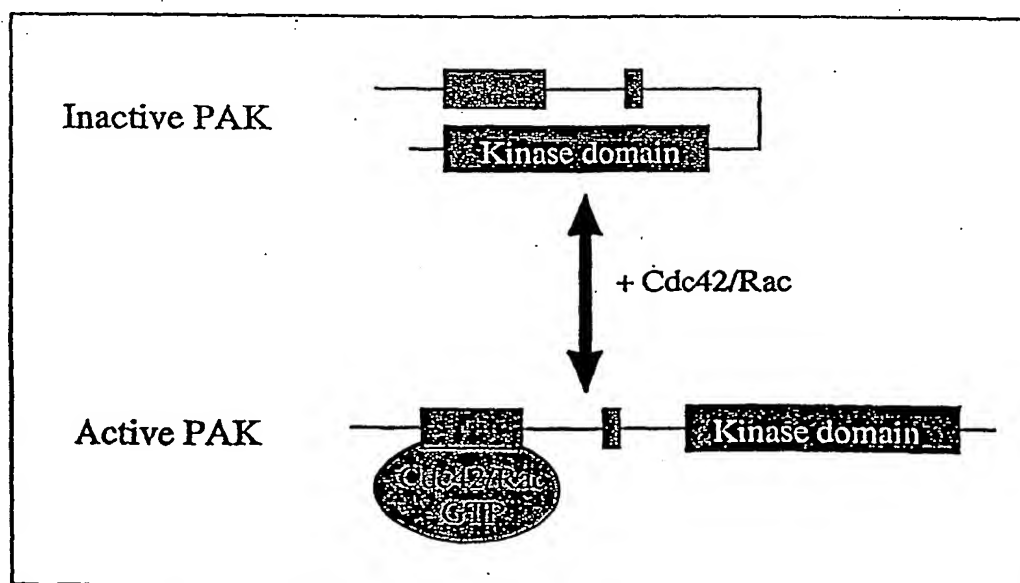 Inactive PAK
Kinase domain
+ Cdc42/Rac
Active PAK
Kinase domain
Cdc42/Rac
GTP